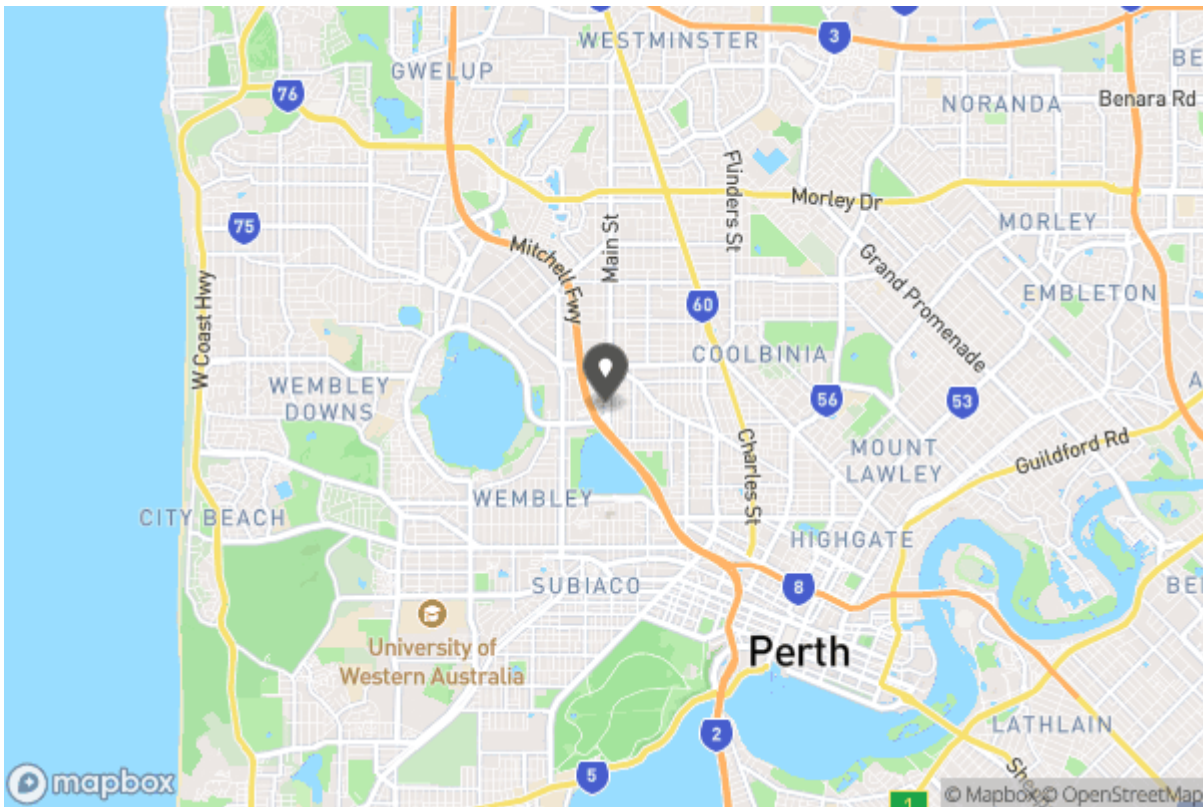 WESTMINSTER
3
GWELUP
76
NORANDA
Benara Rd
Flinders St
Morley Dr
75
Main St
MORLEY
Mitchell Fwy
Grand Promenade
W Coast Hwy
60
EMBLETON
COOLBINIA
WEMBLEY
DOWNS
56
53
Charles St
MOUNT
LAWLEY
Guildford Rd
WEMBLEY
CITY BEACH
HIGHGATE
SUBIACO
8
University of
Western Australia
Perth
2
LATHLAIN
5
1
mapbox
© Mapbox © OpenStreetMap